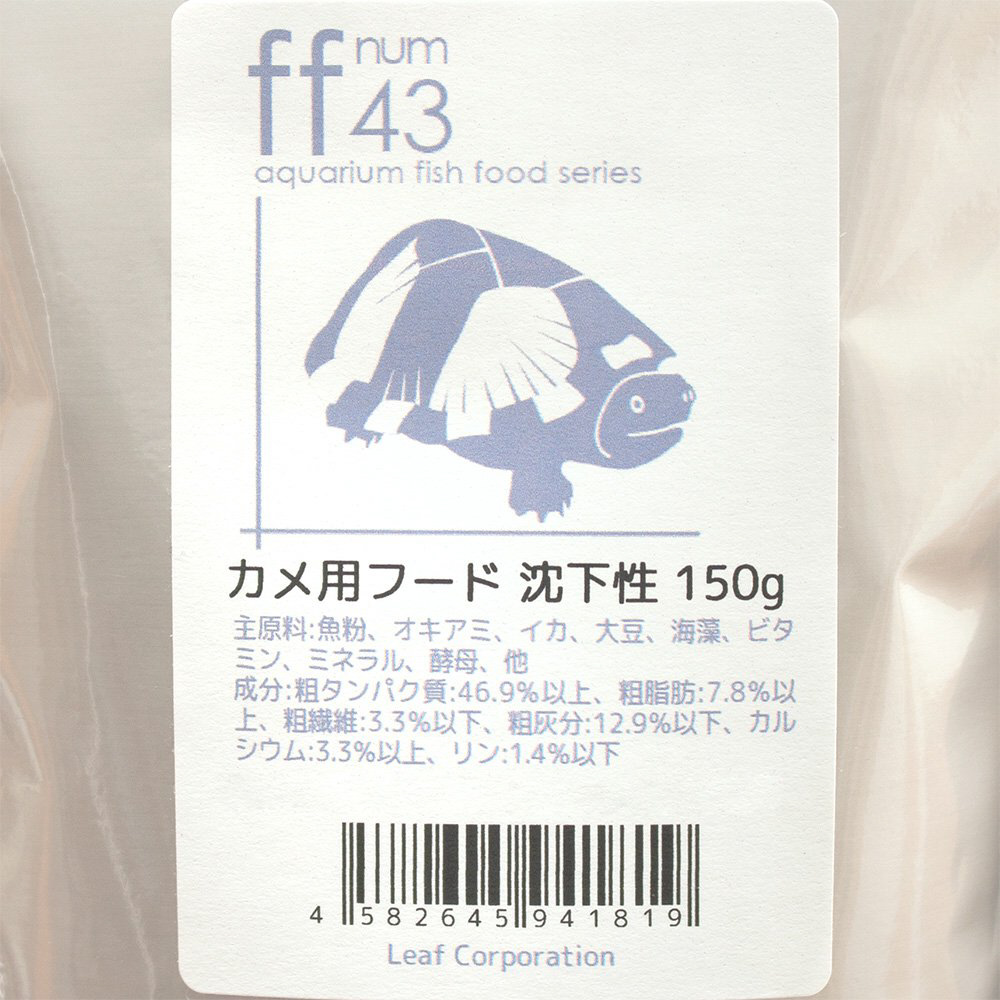 ff num 43
aquarium fish food series
カメ用フード 沈下性 150g
主原料:魚粉、オキアミ、イカ、大豆、海藻、ビタ
ミン、ミネラル、酵母、他
成分:粗タンパク質:46.9%以上、粗脂肪:7.8%以
上、粗繊維:3.3%以下、粗灰分:12.9%以下、カル
シウム:3.3%以上、リン:1.4%以下
4 582645 941819
Leaf Corporation